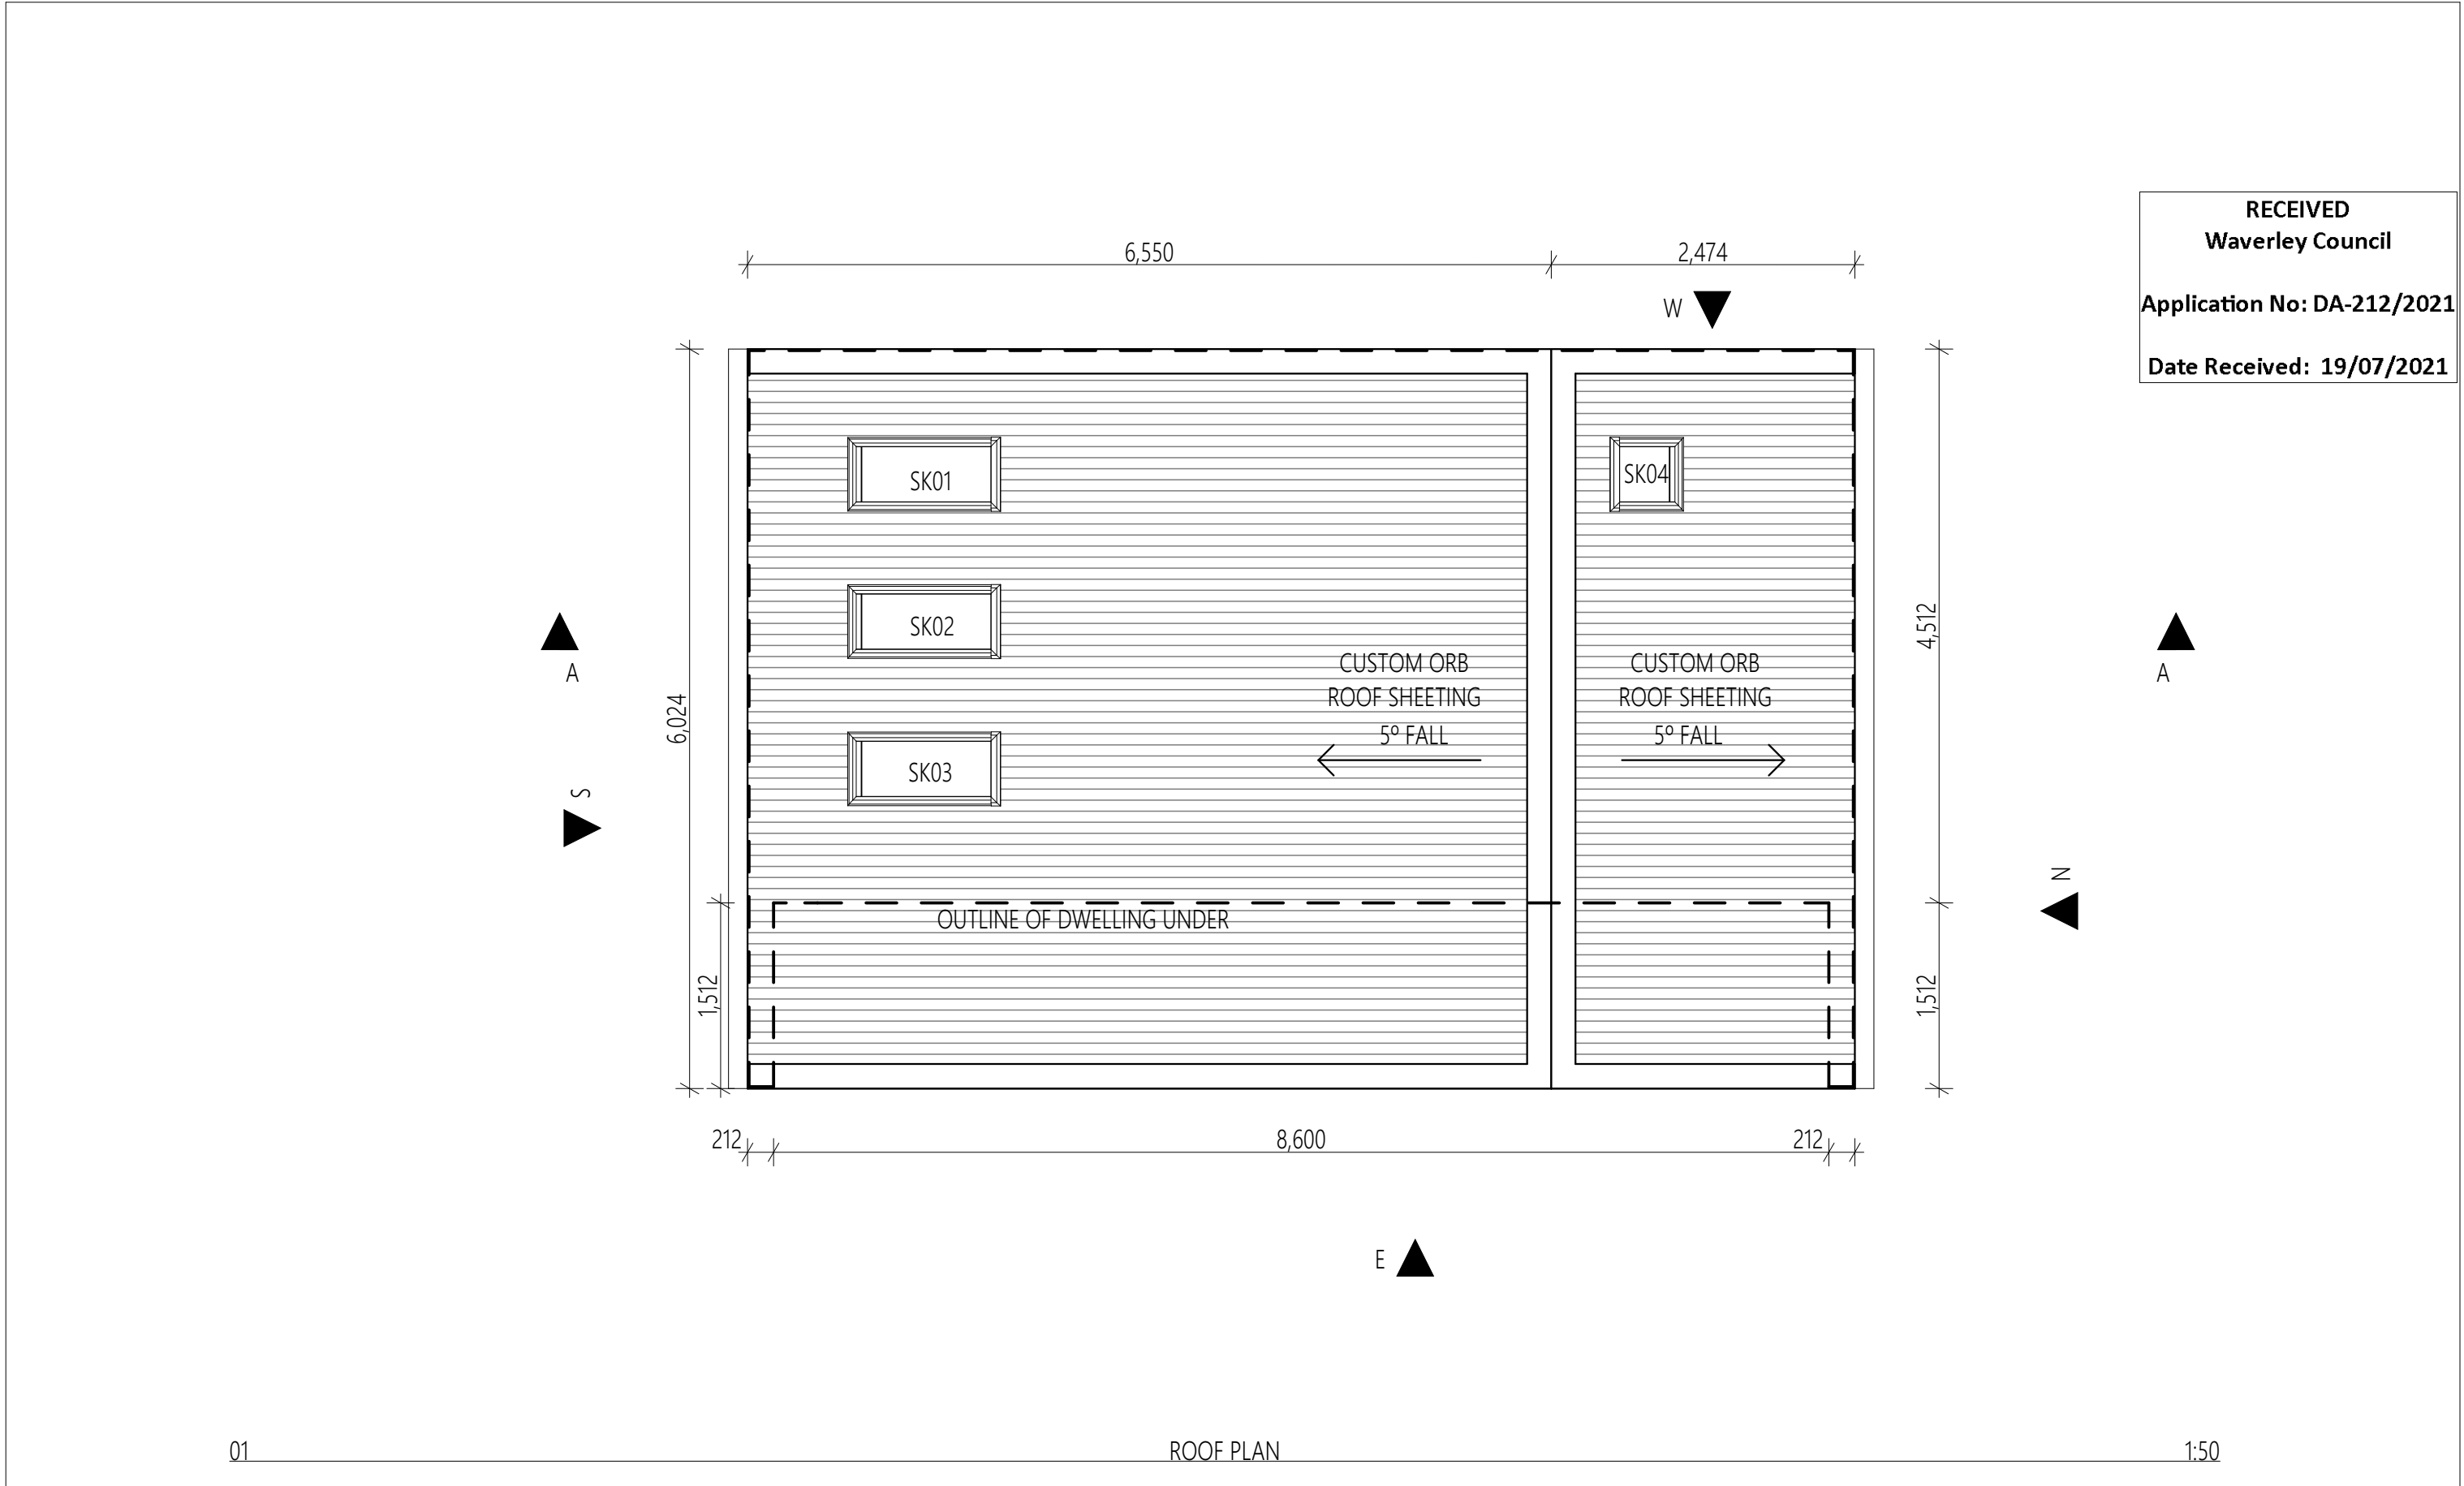 RECEIVED
Waverley Council
Application No: DA-212/2021
Date Received: 19/07/2021
6,550
2,474
W
SK01
SK04
SK02
4,512
CUSTOM ORB
ROOF SHEETING
5º FALL
CUSTOM ORB
ROOF SHEETING
5º FALL
A
A
6,024
SK03
S
N
OUTLINE OF DWELLING UNDER
1,512
1,512
212
8,600
212
E
01
ROOF PLAN
1:50